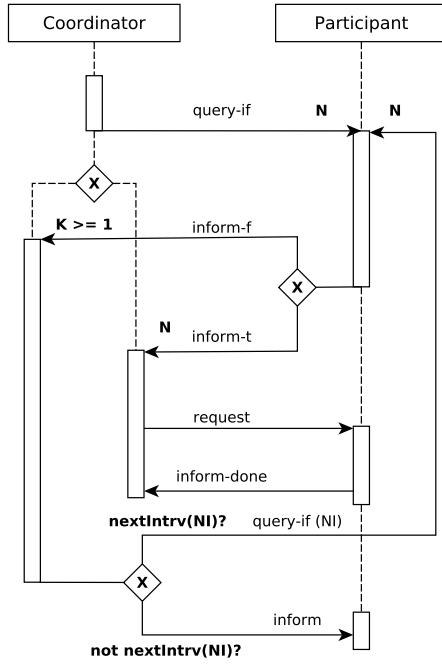 Coordinator
Participant
query-if
N
N
X
K >= 1
inform-f
X
N
inform-t
request
inform-done
nextIntrv(NI)?
query-if (NI)
X
inform
not nextIntrv(NI)?